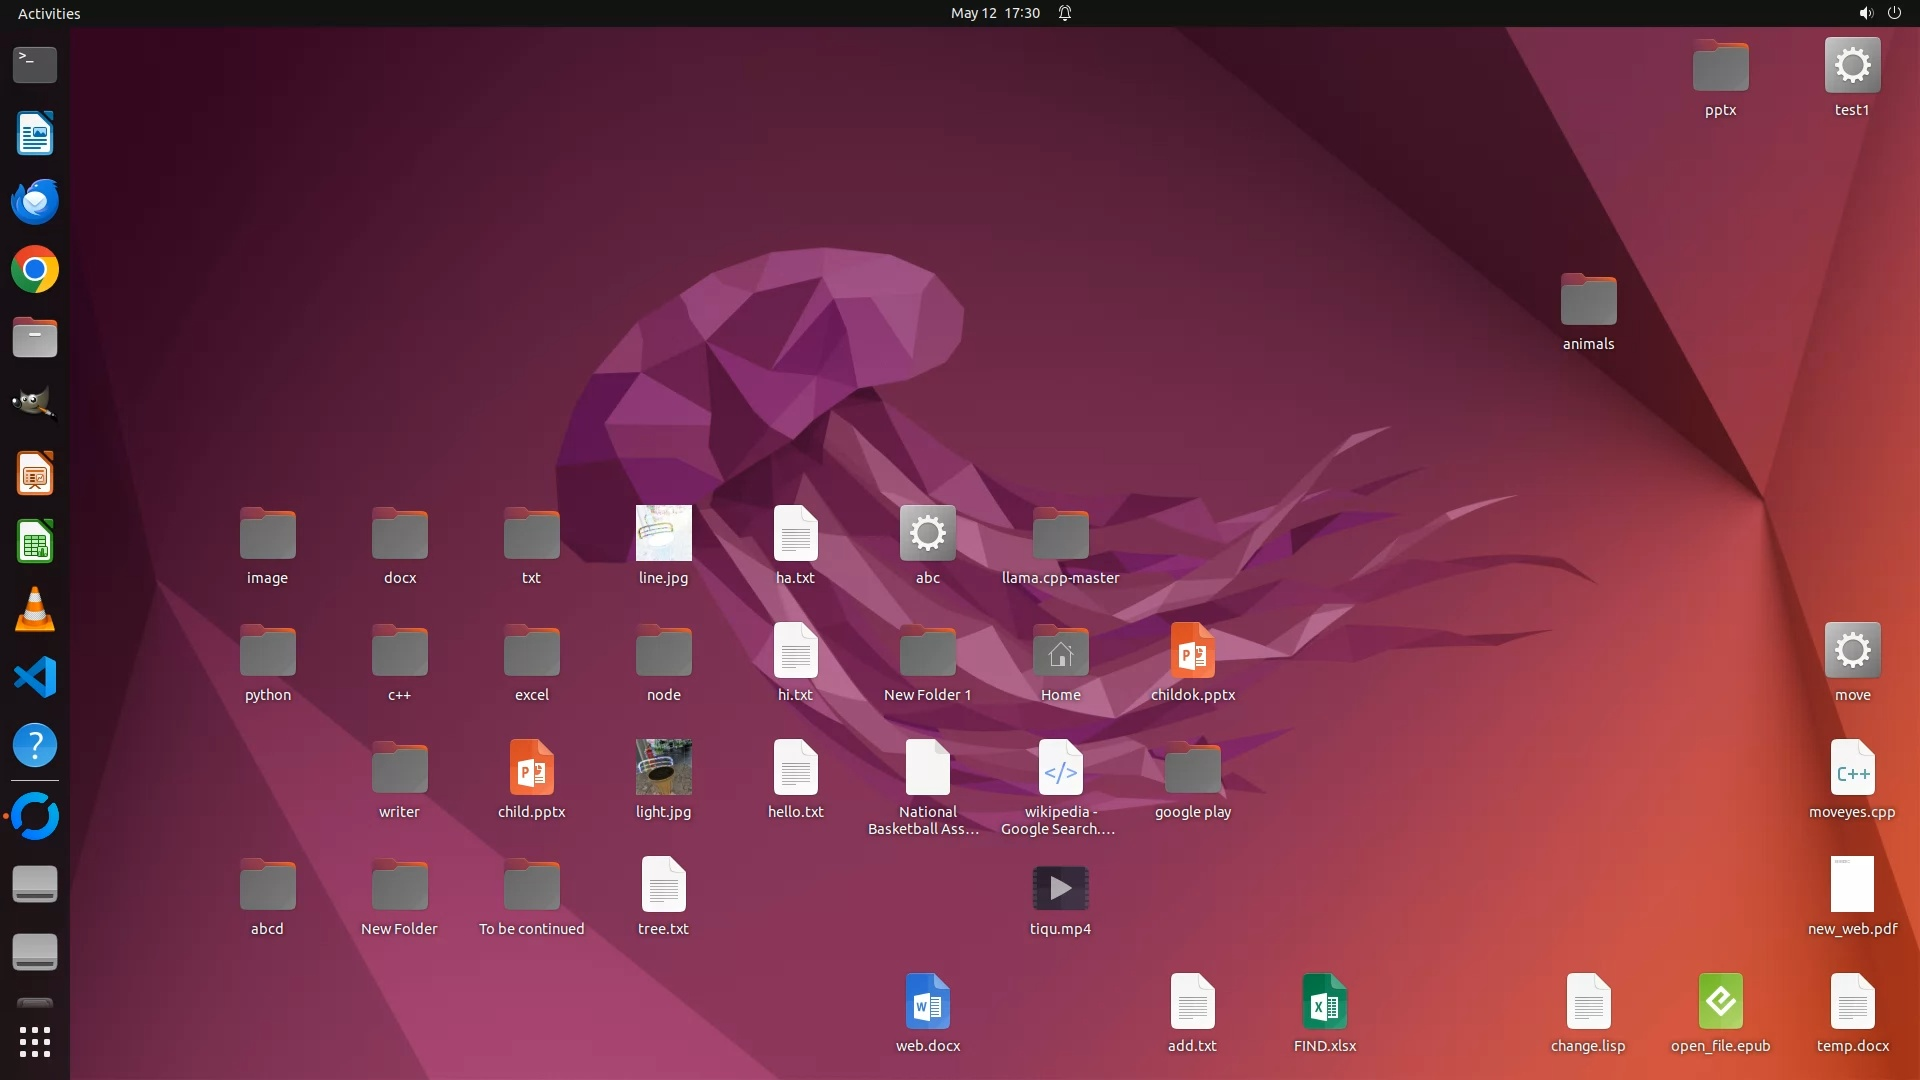 Activities
May 12 17:30
pptx
test1
animals
image
docx
txt
line.jpg
ha.txt
abc
llama.cpp-master
python
c++
excel
node
hi.txt
New Folder 1
Home
childok.pptx
move
writer
child.pptx
light.jpg
hello.txt
National
Basketball Ass...
wikipedia -
Google Search....
google play
moveyes.cpp
abcd
New Folder
To be continued
tree.txt
tiqu.mp4
new_web.pdf
web.docx
add.txt
FIND.xlsx
change.lisp
open_file.epub
temp.docx